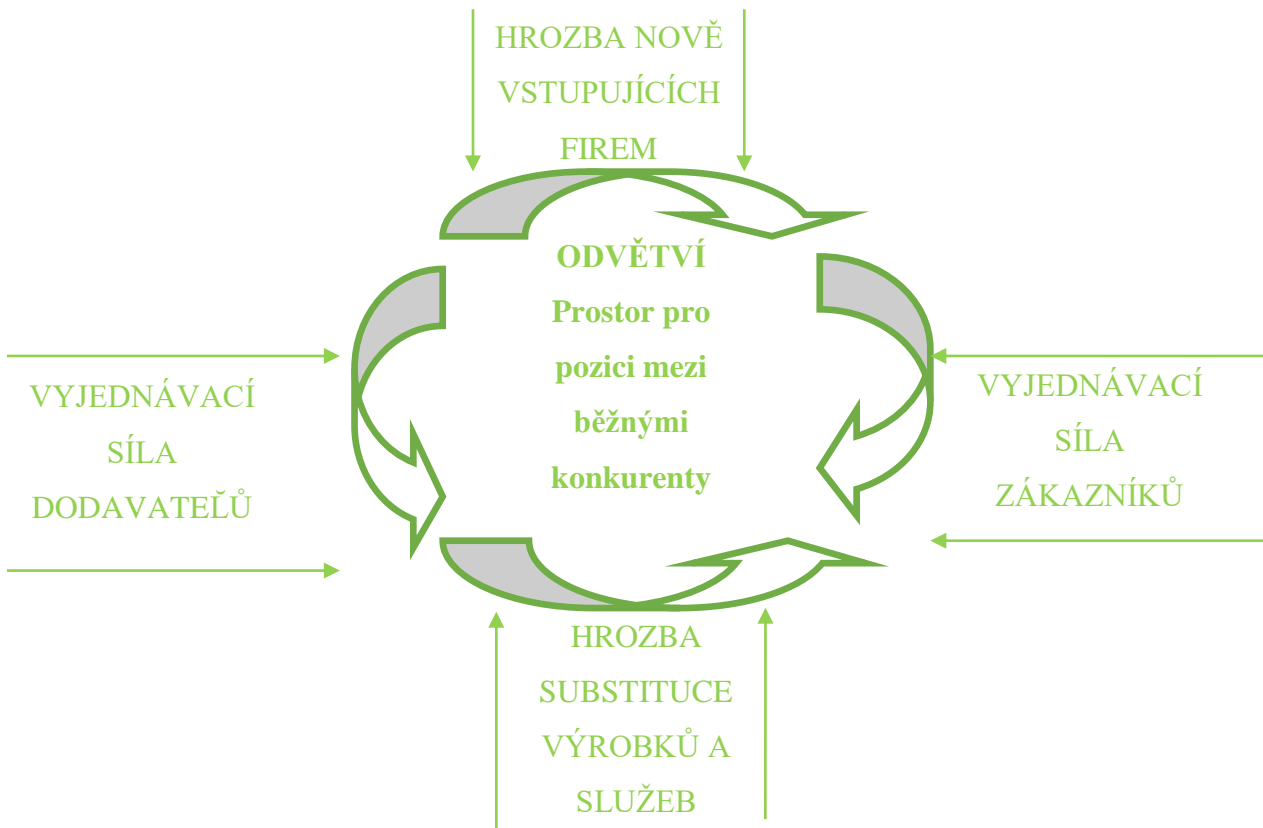 HROZBA NOVĚ
VSTUPUJÍCÍCH
FIREM
ODVĚTVÍ
Prostor pro
pozici mezi
běžnými
konkurenty
VYJEDNÁVACÍ
SÍLA
DODAVATEĽŮ
VYJEDNÁVACÍ
SÍLA
ZÁKAZNÍKŮ
HROZBA
SUBSTITUCE
VÝROBKŮ A
SLUŽEB